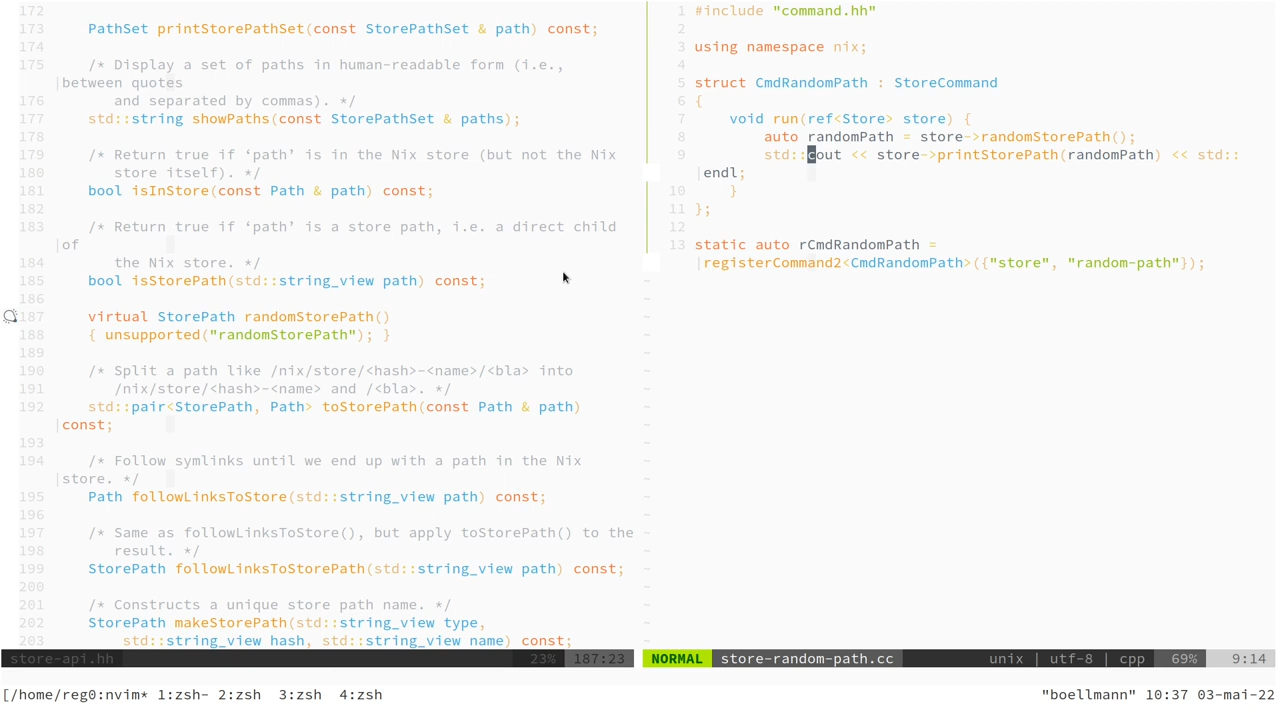 172
173 PathSet printStorePathSet(const StorePathSet & path) const;
174
175 /* Display a set of paths in human-readable form (i.e.,
|between quotes
176 and separated by commas). */
177 std::string showPaths(const StorePathSet & paths);
178
179 /* Return true if ‘path’ is in the Nix store (but not the Nix
180 store itself). */
181 bool isInStore(const Path & path) const;
182
183 /* Return true if ‘path’ is a store path, i.e. a direct child
|of
184 the Nix store. */
185 bool isStorePath(std::string_view path) const;
186
187 virtual StorePath randomStorePath()
188 { unsupported("randomStorePath"); }
189
190 /* Split a path like /nix/store/<hash>-<name>/<bla> into
191 /nix/store/<hash>-<name> and /<bla>. */
192 std::pair<StorePath, Path> toStorePath(const Path & path)
|const;
193
194 /* Follow symlinks until we end up with a path in the Nix
|store. */
195 Path followLinksToStore(std::string_view path) const;
196
197 /* Same as followLinksToStore(), but apply toStorePath() to the
198 result. */
199 StorePath followLinksToStorePath(std::string_view path) const;
200
201 /* Constructs a unique store path name. */
202 StorePath makeStorePath(std::string_view type,
203 std::string_view hash, std::string_view name) const;
store-api.hh 23% 187:23
1 #include "command.hh"
2
3 using namespace nix;
4
5 struct CmdRandomPath : StoreCommand
6 {
7 void run(ref<Store> store) {
8 auto randomPath = store->randomStorePath();
9 std::cout << store->printStorePath(randomPath) << std::
|endl;
10 }
11 };
12
13 static auto rCmdRandomPath =
|registerCommand2<CmdRandomPath>({"store", "random-path"});
NORMAL store-random-path.cc unix | utf-8 | cpp 69% 9:14
[/home/reg0:nvim* 1:zsh- 2:zsh 3:zsh 4:zsh "boellmann" 10:37 03-mai-22